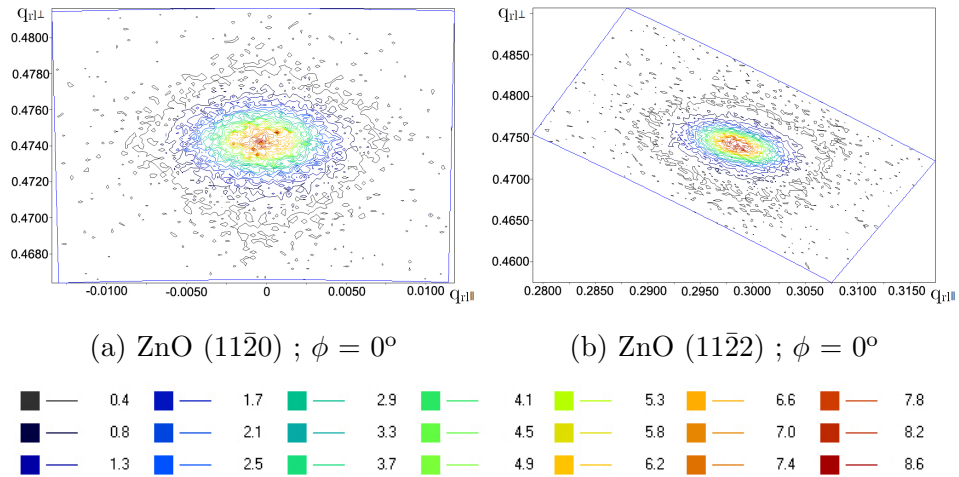 q_rl⊥
0.4800
0.4780
0.4760
0.4740
0.4720
0.4700
0.4680
-0.0100 -0.0050 0 0.0050 0.0100
q_rl∥
(a) ZnO (112̄0) ; ϕ = 0°
q_rl⊥
0.4850
0.4800
0.4750
0.4700
0.4650
0.4600
0.2800 0.2950 0.2900 0.3000 0.3050 0.3100 0.3150
q_rl∥
(b) ZnO (112̄2) ; ϕ = 0°
0.4 1.7 2.9 4.1 5.3 6.6 7.8
0.8 2.1 3.3 4.5 5.8 7.0 8.2
1.3 2.5 3.7 4.9 6.2 7.4 8.6